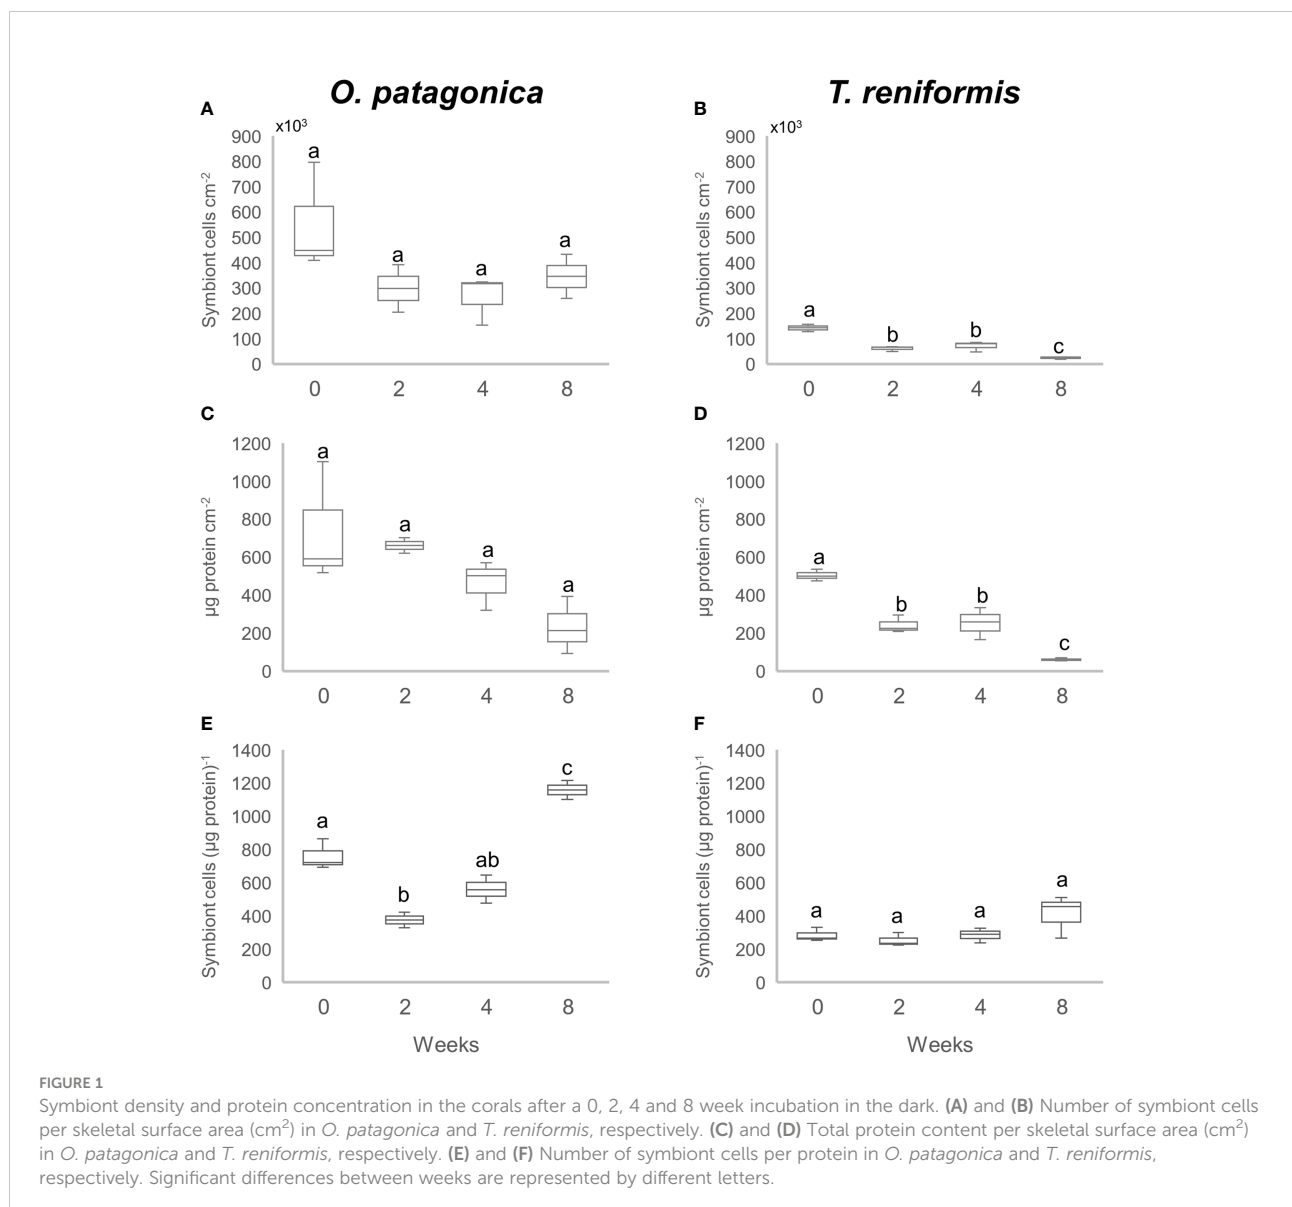 O. patagonica
T. reniformis
A
x10³
Symbiont cells cm⁻²
900
800
700
600
500
400
300
200
100
0
a
a
a
a
0 2 4 8
B
x10³
Symbiont cells cm⁻²
900
800
700
600
500
400
300
200
100
0
a
b
b
c
0 2 4 8
C
µg protein cm⁻²
1200
1000
800
600
400
200
0
a
a
a
a
0 2 4 8
D
µg protein cm⁻²
1200
1000
800
600
400
200
0
a
b
b
c
0 2 4 8
E
Symbiont cells (µg protein)⁻¹
1400
1200
1000
800
600
400
200
0
a
b
ab
c
0 2 4 8
Weeks
F
Symbiont cells (µg protein)⁻¹
1400
1200
1000
800
600
400
200
0
a
a
a
a
0 2 4 8
Weeks
FIGURE 1
Symbiont density and protein concentration in the corals after a 0, 2, 4 and 8 week incubation in the dark. (A) and (B) Number of symbiont cells
per skeletal surface area (cm²) in O. patagonica and T. reniformis, respectively. (C) and (D) Total protein content per skeletal surface area (cm²)
in O. patagonica and T. reniformis, respectively. (E) and (F) Number of symbiont cells per protein in O. patagonica and T. reniformis,
respectively. Significant differences between weeks are represented by different letters.